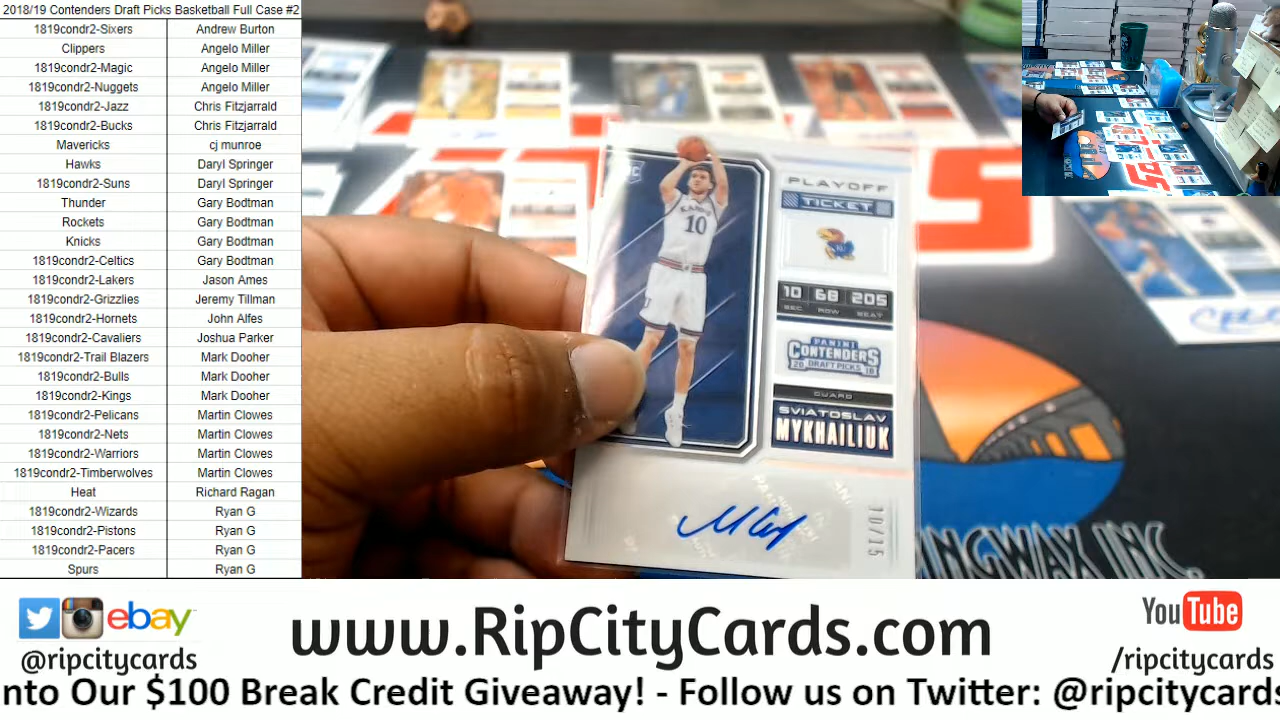 2018/19 Contenders Draft Picks Basketball Full Case #2
1819condr2-Sixers Andrew Burton
Clippers Angelo Miller
1819condr2-Magic Angelo Miller
1819condr2-Nuggets Angelo Miller
1819condr2-Jazz Chris Fitzjarrald
1819condr2-Bucks Chris Fitzjarrald
Mavericks cj munroe
Hawks Daryl Springer
1819condr2-Suns Daryl Springer
Thunder Gary Bodtman
Rockets Gary Bodtman
Knicks Gary Bodtman
1819condr2-Celtics Gary Bodtman
1819condr2-Lakers Jason Ames
1819condr2-Grizzlies Jeremy Tillman
1819condr2-Hornets John Alfes
1819condr2-Cavaliers Joshua Parker
1819condr2-Trail Blazers Mark Dooher
1819condr2-Bulls Mark Dooher
1819condr2-Kings Mark Dooher
1819condr2-Pelicans Martin Clowes
1819condr2-Nets Martin Clowes
1819condr2-Warriors Martin Clowes
1819condr2-Timberwolves Martin Clowes
Heat Richard Ragan
1819condr2-Wizards Ryan G
1819condr2-Pistons Ryan G
1819condr2-Pacers Ryan G
Spurs Ryan G
KANSAS
10
PLAYOFF
TICKET
10 68 205
SEC ROW SEAT
PANINI
CONTENDERS
20 DRAFT PICKS 18
GUARD
SVIATOSLAV
MYKHAILIUK
10/15
INGWAX INC.
ebay
@ripcitycards
www.RipCityCards.com
YouTube
/ripcitycards
nto Our $100 Break Credit Giveaway! - Follow us on Twitter: @ripcitycards